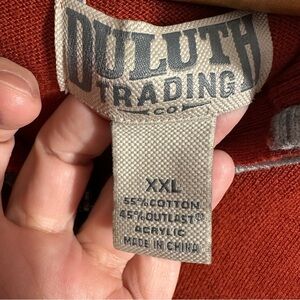 DULUTH
TRADING
CO
XXL
55% COTTON
45% OUTLAST®
ACRYLIC
MADE IN CHINA